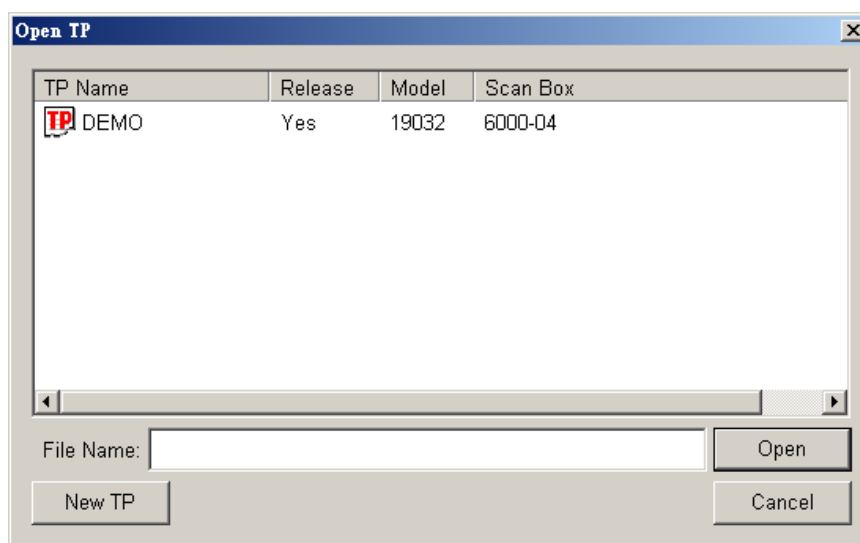 Open TP
TP Name Release Model Scan Box
TP DEMO Yes 19032 6000-04
File Name: Open
New TP Cancel